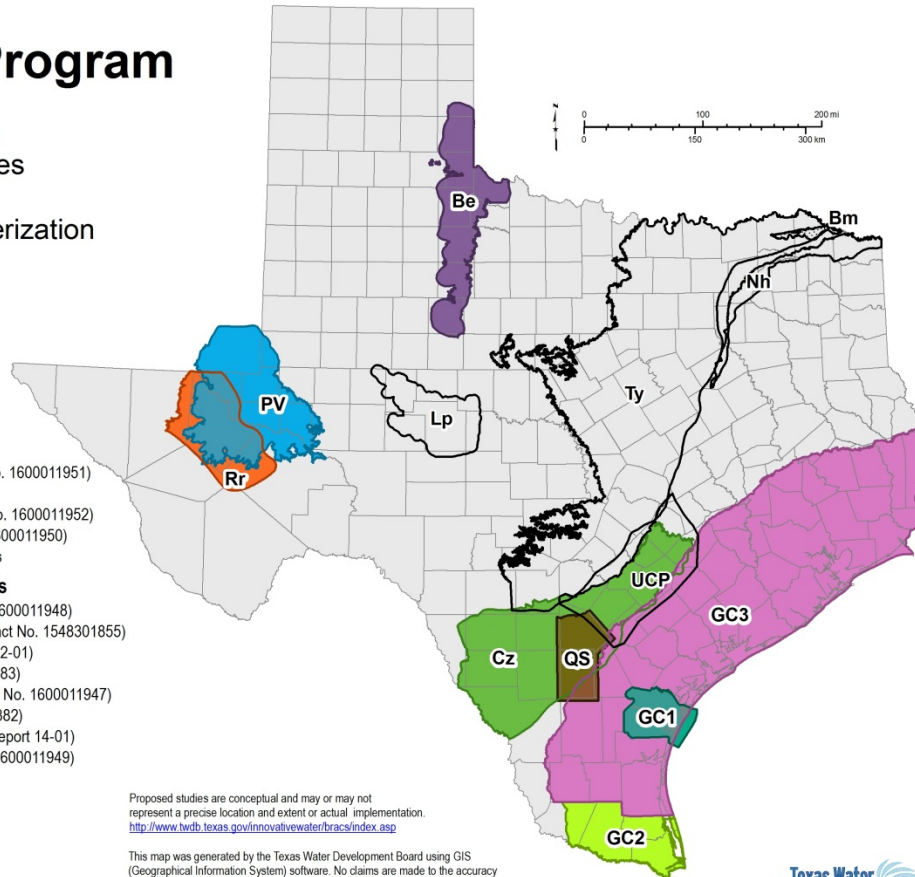 Program
es
erization
o. 1600011951)
o. 1600011952)
600011950)
s
s
600011948)
act No. 1548301855)
2-01)
83)
No. 1600011947)
382)
eport 14-01)
600011949)
0 100 200 mi
0 150 300 km
Be
Bm
Nh
PV
Lp
Ty
Rr
UCP
GC3
Cz
QS
GC1
GC2
Proposed studies are conceptual and may or may not
represent a precise location and extent or actual implementation.
http://www.twdb.texas.gov/innovativewater/bracs/index.asp
This map was generated by the Texas Water Development Board using GIS
(Geographical Information System) software. No claims are made to the accuracy
Texas Water